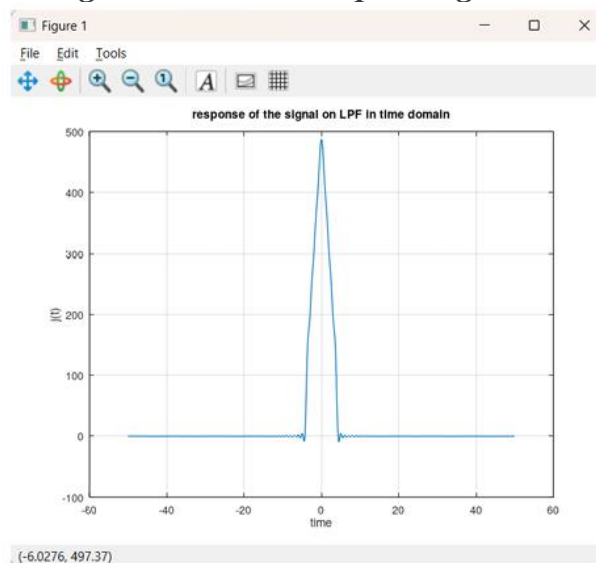 Figure 1
File Edit Tools
A
response of the signal on LPF in time domain
500
400
300
200
100
0
-100
-60 -40 -20 0 20 40 60
time
(-6.0276, 497.37)